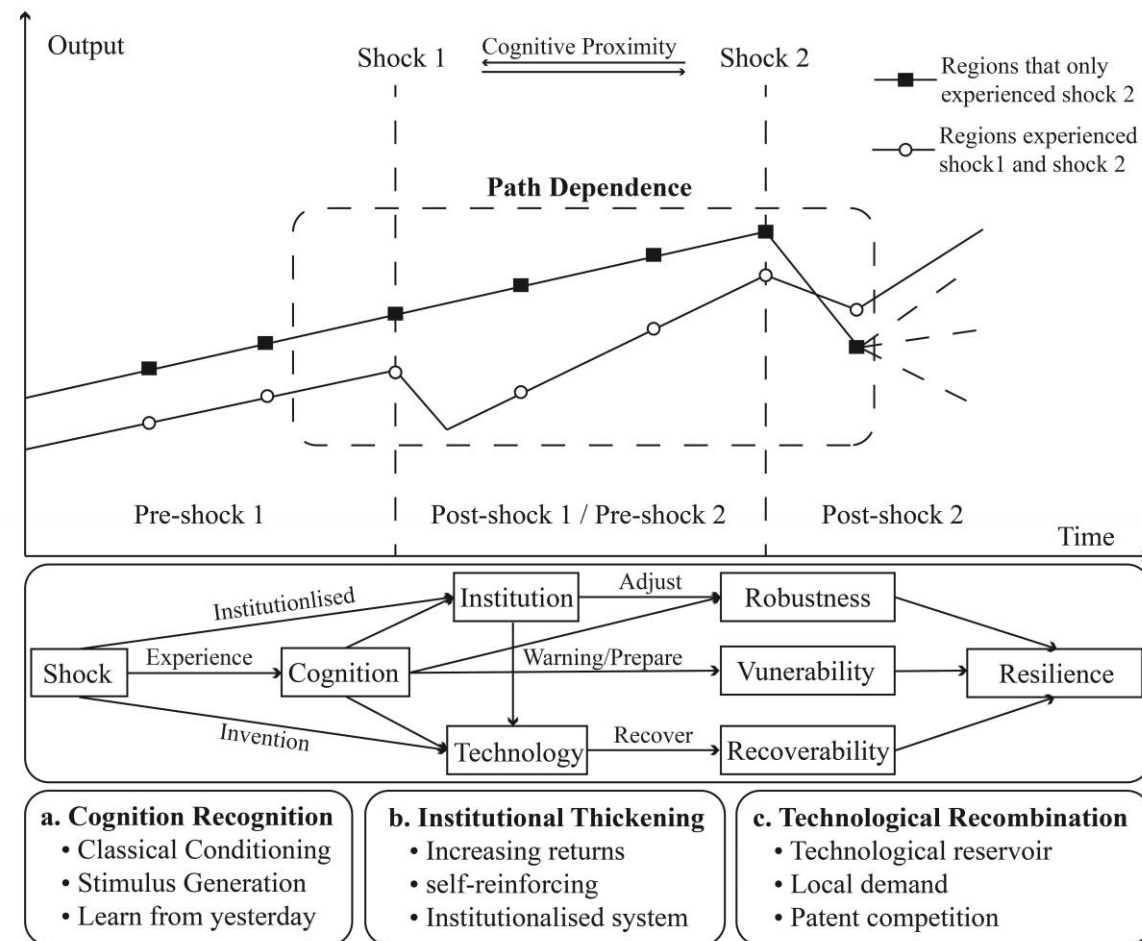 Output
Shock 1
Cognitive Proximity
Shock 2
Regions that only
experienced shock 2
Regions experienced
shock1 and shock 2
Path Dependence
Pre-shock 1
Post-shock 1 / Pre-shock 2
Post-shock 2
Time
Institutionlised
Institution
Adjust
Robustness
Shock
Experience
Cognition
Warning/Prepare
Vunerability
Resilience
Invention
Technology
Recover
Recoverability
a. Cognition Recognition
• Classical Conditioning
• Stimulus Generation
• Learn from yesterday
b. Institutional Thickening
• Increasing returns
• self-reinforcing
• Institutionalised system
c. Technological Recombination
• Technological reservoir
• Local demand
• Patent competition